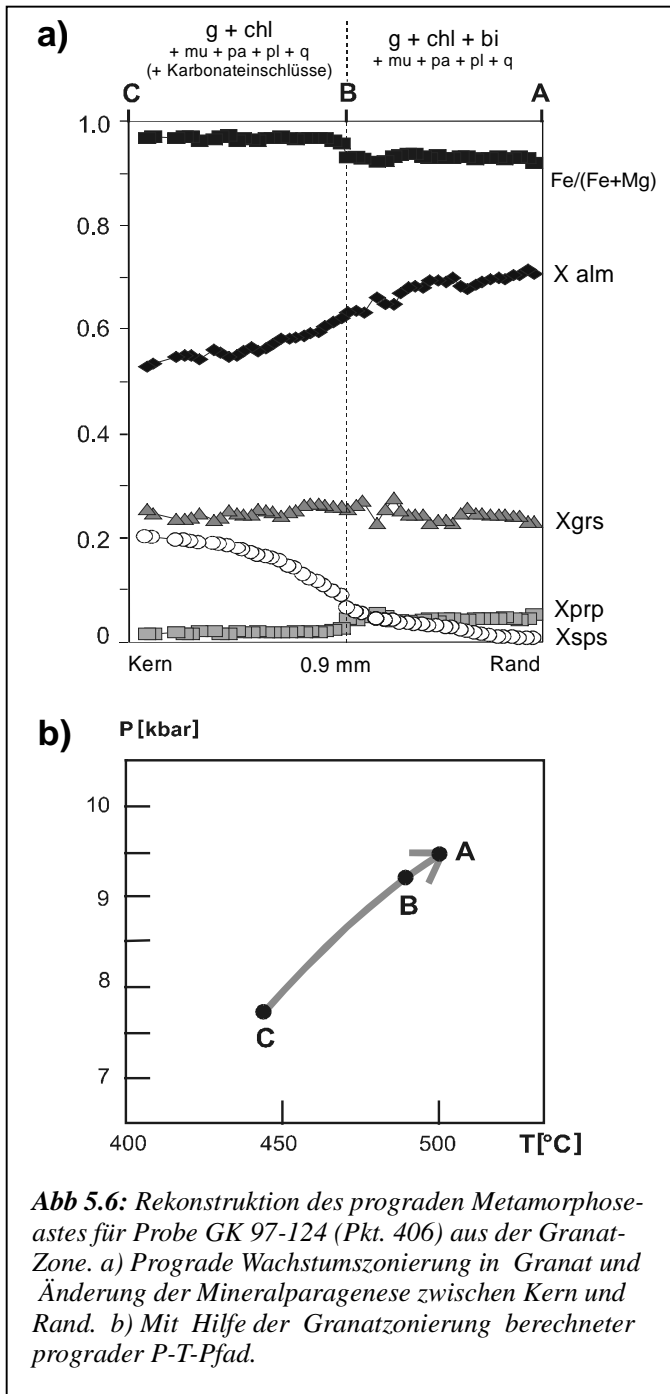 a)
g + chl
+ mu + pa + pl + q
(+ Karbonateinschlüsse)
g + chl + bi
+ mu + pa + pl + q
C
B
A
1.0
0.8
0.6
0.4
0.2
0
Fe/(Fe+Mg)
X alm
Xgrs
Xprp
Xsps
Kern
0.9 mm
Rand
b)
P [kbar]
10
9
8
7
A
B
C
400
450
500
T[°C]
Abb 5.6: Rekonstruktion des prograden Metamorphose-
astes für Probe GK 97-124 (Pkt. 406) aus der Granat-
Zone. a) Prograde Wachstumszonierung in Granat und
Änderung der Mineralparagenese zwischen Kern und
Rand. b) Mit Hilfe der Granatzonierung berechneter
prograder P-T-Pfad.